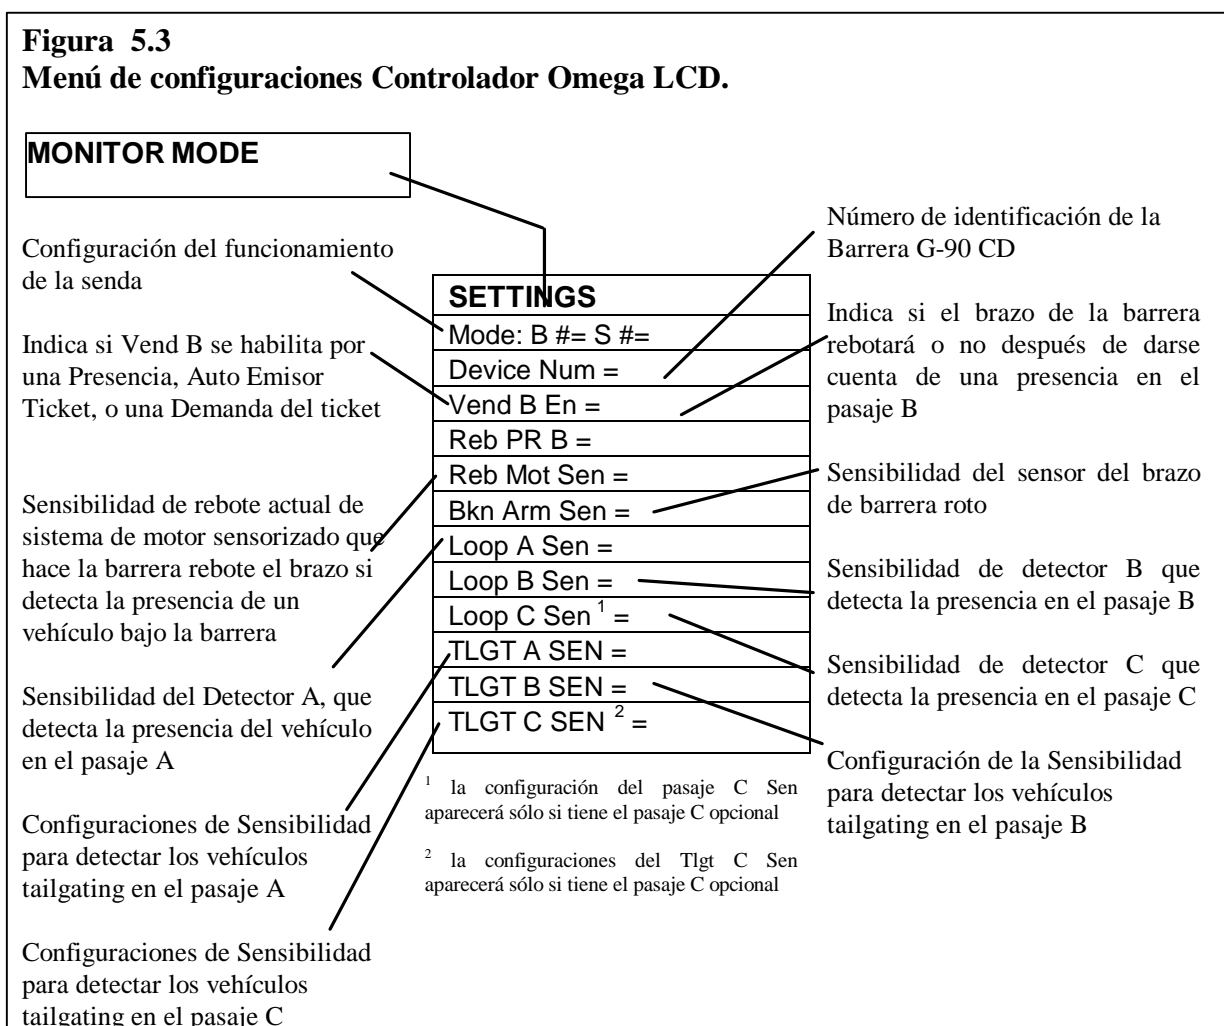 Figura 5.3
Menú de configuraciones Controlador Omega LCD.
MONITOR MODE
Configuración del funcionamiento
de la senda
Indica si Vend B se habilita por
una Presencia, Auto Emisor
Ticket, o una Demanda del ticket
Sensibilidad de rebote actual de
sistema de motor sensorizado que
hace la barrera rebote el brazo si
detecta la presencia de un
vehículo bajo la barrera
Sensibilidad del Detector A, que
detecta la presencia del vehículo
en el pasaje A
Configuraciones de Sensibilidad
para detectar los vehículos
tailgating en el pasaje A
Configuraciones de Sensibilidad
para detectar los vehículos
tailgating en el pasaje C
SETTINGS
Mode: B #= S #=
Device Num =
Vend B En =
Reb PR B =
Reb Mot Sen =
Bkn Arm Sen =
Loop A Sen =
Loop B Sen =
Loop C Sen 1 =
TLGT A SEN =
TLGT B SEN =
TLGT C SEN 2 =
1 la configuración del pasaje C Sen
aparecerá sólo si tiene el pasaje C opcional
2 la configuraciones del Tlgt C Sen
aparecerá sólo si tiene el pasaje C opcional
Número de identificación de la
Barrera G-90 CD
Indica si el brazo de la barrera
rebotará o no después de darse
cuenta de una presencia en el
pasaje B
Sensibilidad del sensor del brazo
de barrera roto
Sensibilidad de detector B que
detecta la presencia en el pasaje B
Sensibilidad de detector C que
detecta la presencia en el pasaje C
Configuración de la Sensibilidad
para detectar los vehículos
tailgating en el pasaje B